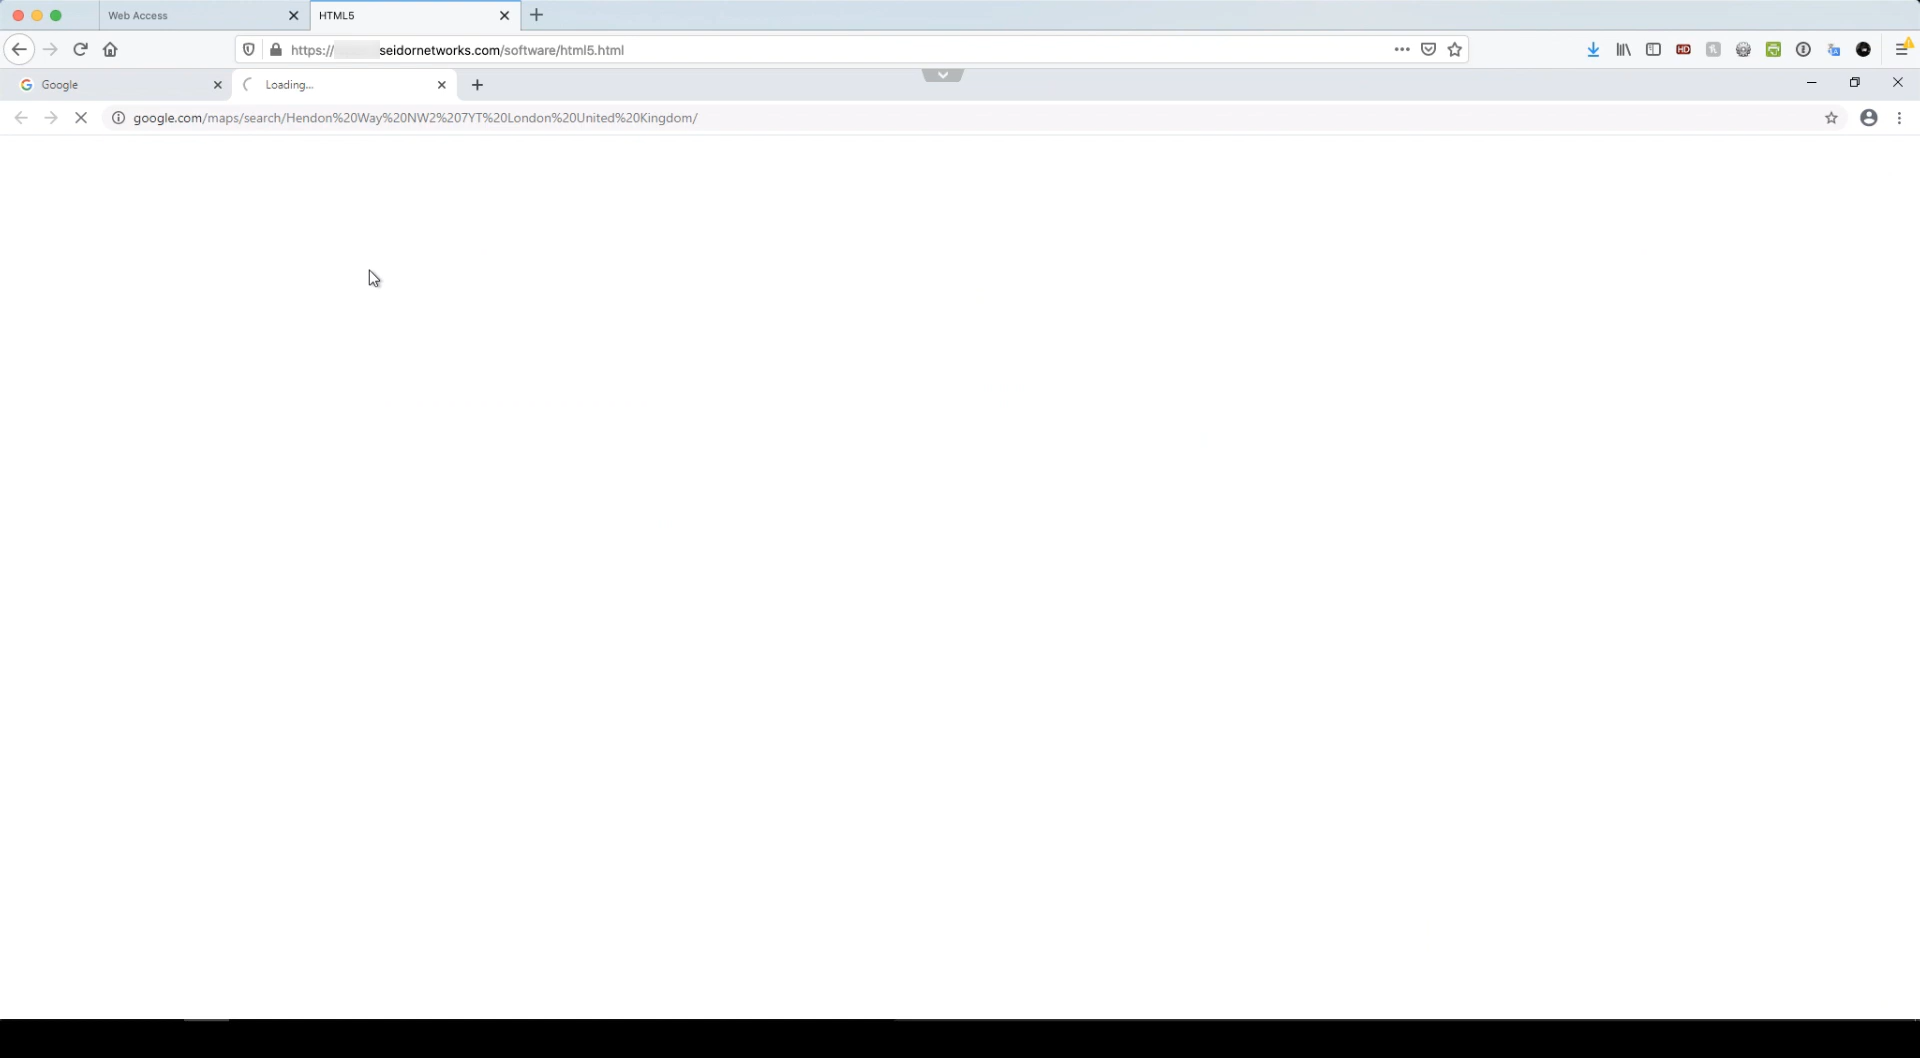 Web Access
HTML5
https:// seidornetworks.com/software/html5.html
HD
Google
Loading...
google.com/maps/search/Hendon%20Way%20NW2%207YT%20London%20United%20Kingdom/